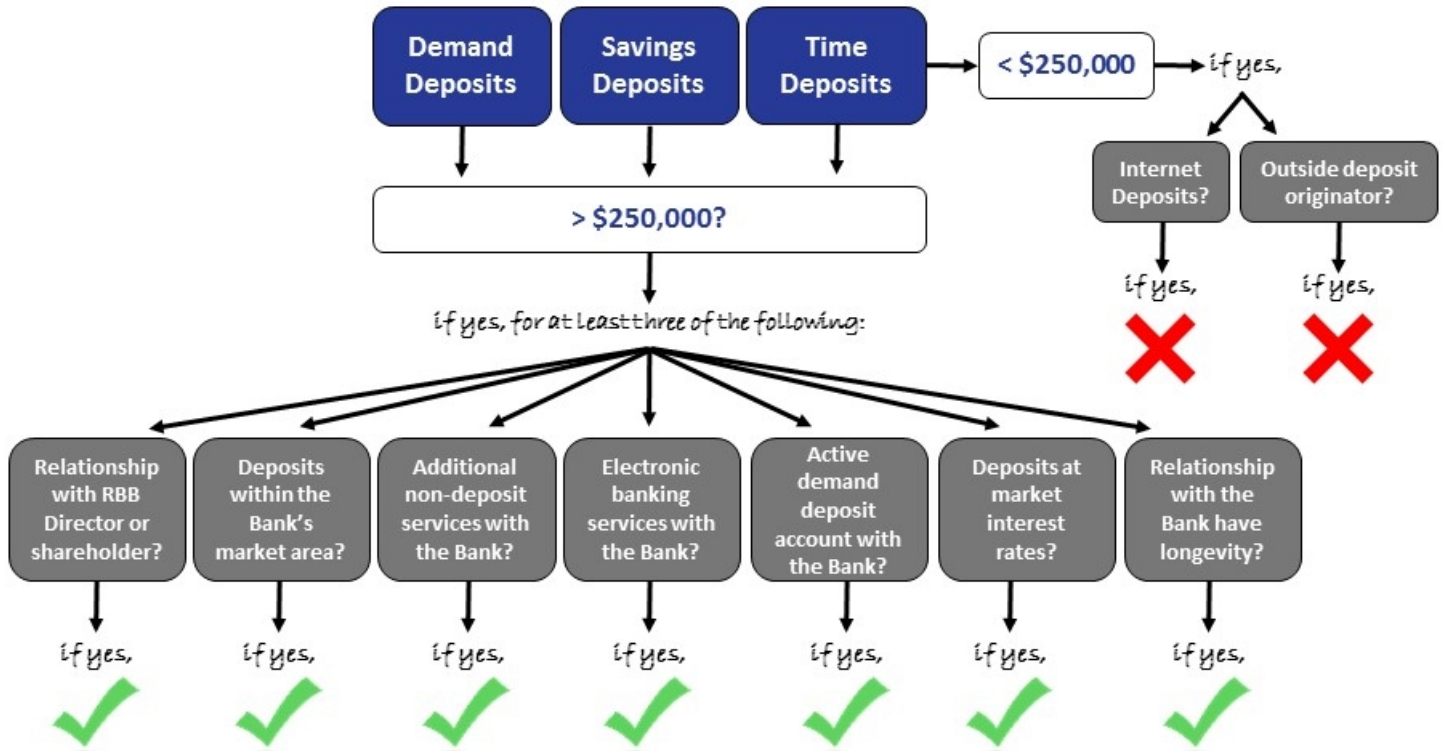 Demand
Deposits
Savings
Deposits
Time
Deposits
< $250,000
if yes,
Internet
Deposits?
Outside deposit
originator?
> $250,000?
if yes,
if yes,
if yes, for at least three of the following:
Relationship
with RBB
Director or
shareholder?
Deposits
within the
Bank's
market area?
Additional
non-deposit
services with
the Bank?
Electronic
banking
services with
the Bank?
Active
demand
deposit
account with
the Bank?
Deposits at
market
interest
rates?
Relationship
with the
Bank have
longevity?
if yes,
if yes,
if yes,
if yes,
if yes,
if yes,
if yes,